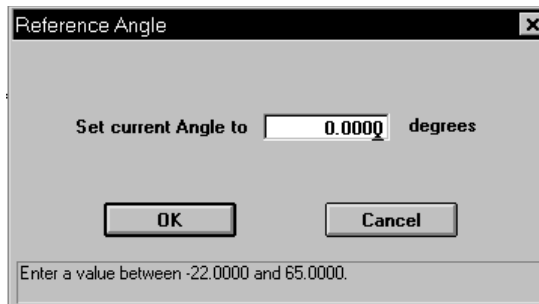 Reference Angle
Set current Angle to 0.0000 degrees
OK Cancel
Enter a value between -22.0000 and 65.0000.